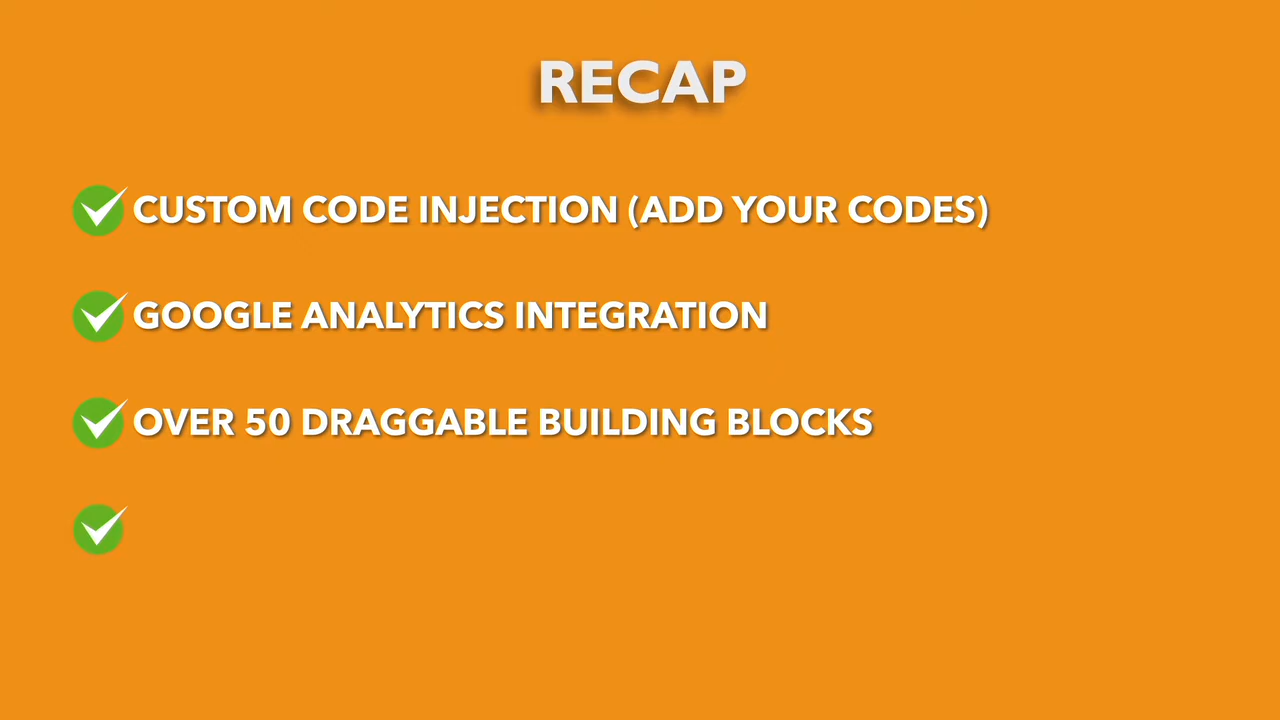 RECAP
CUSTOM CODE INJECTION (ADD YOUR CODES)
GOOGLE ANALYTICS INTEGRATION
OVER 50 DRAGGABLE BUILDING BLOCKS